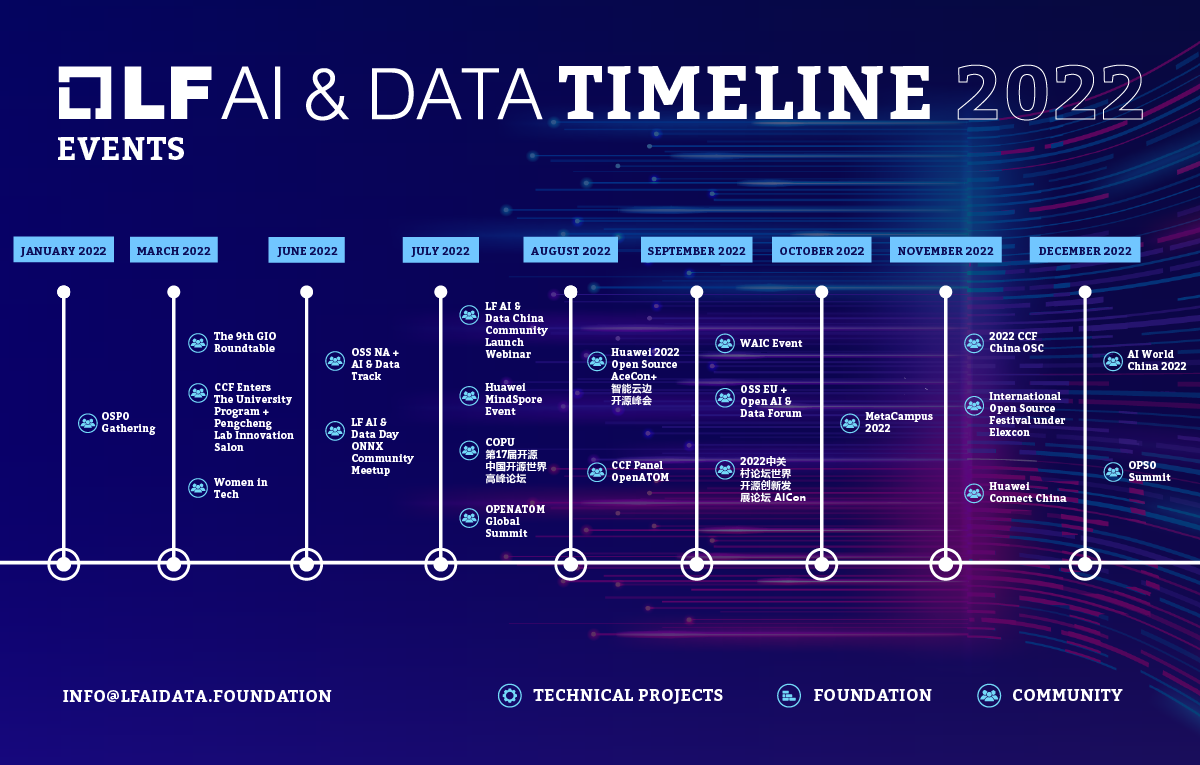 LF AI & DATA TIMELINE 2022
EVENTS
JANUARY 2022
MARCH 2022
JUNE 2022
JULY 2022
AUGUST 2022
SEPTEMBER 2022
OCTOBER 2022
NOVEMBER 2022
DECEMBER 2022
OSPO
Gathering
The 9th GIO
Roundtable
CCF Enters
The University
Program +
Pengcheng
Lab Innovation
Salon
Women in
Tech
OSS NA +
AI & Data
Track
LF AI &
Data Day
ONNX
Community
Meetup
LF AI &
Data China
Community
Launch
Webinar
Huawei
MindSpore
Event
COPU
第17届开源
中国开源世界
高峰论坛
OPENATOM
Global
Summit
Huawei 2022
Open Source
AceCon+
智能云边
开源峰会
CCF Panel
OpenATOM
WAIC Event
OSS EU +
Open AI &
Data Forum
2022中关
村论坛世界
开源创新发
展论坛 AICon
MetaCampus
2022
2022 CCF
China OSC
International
Open Source
Festival under
Elexcon
Huawei
Connect China
AI World
China 2022
OPSO
Summit
INFO@LFAIDATA.FOUNDATION
TECHNICAL PROJECTS
FOUNDATION
COMMUNITY